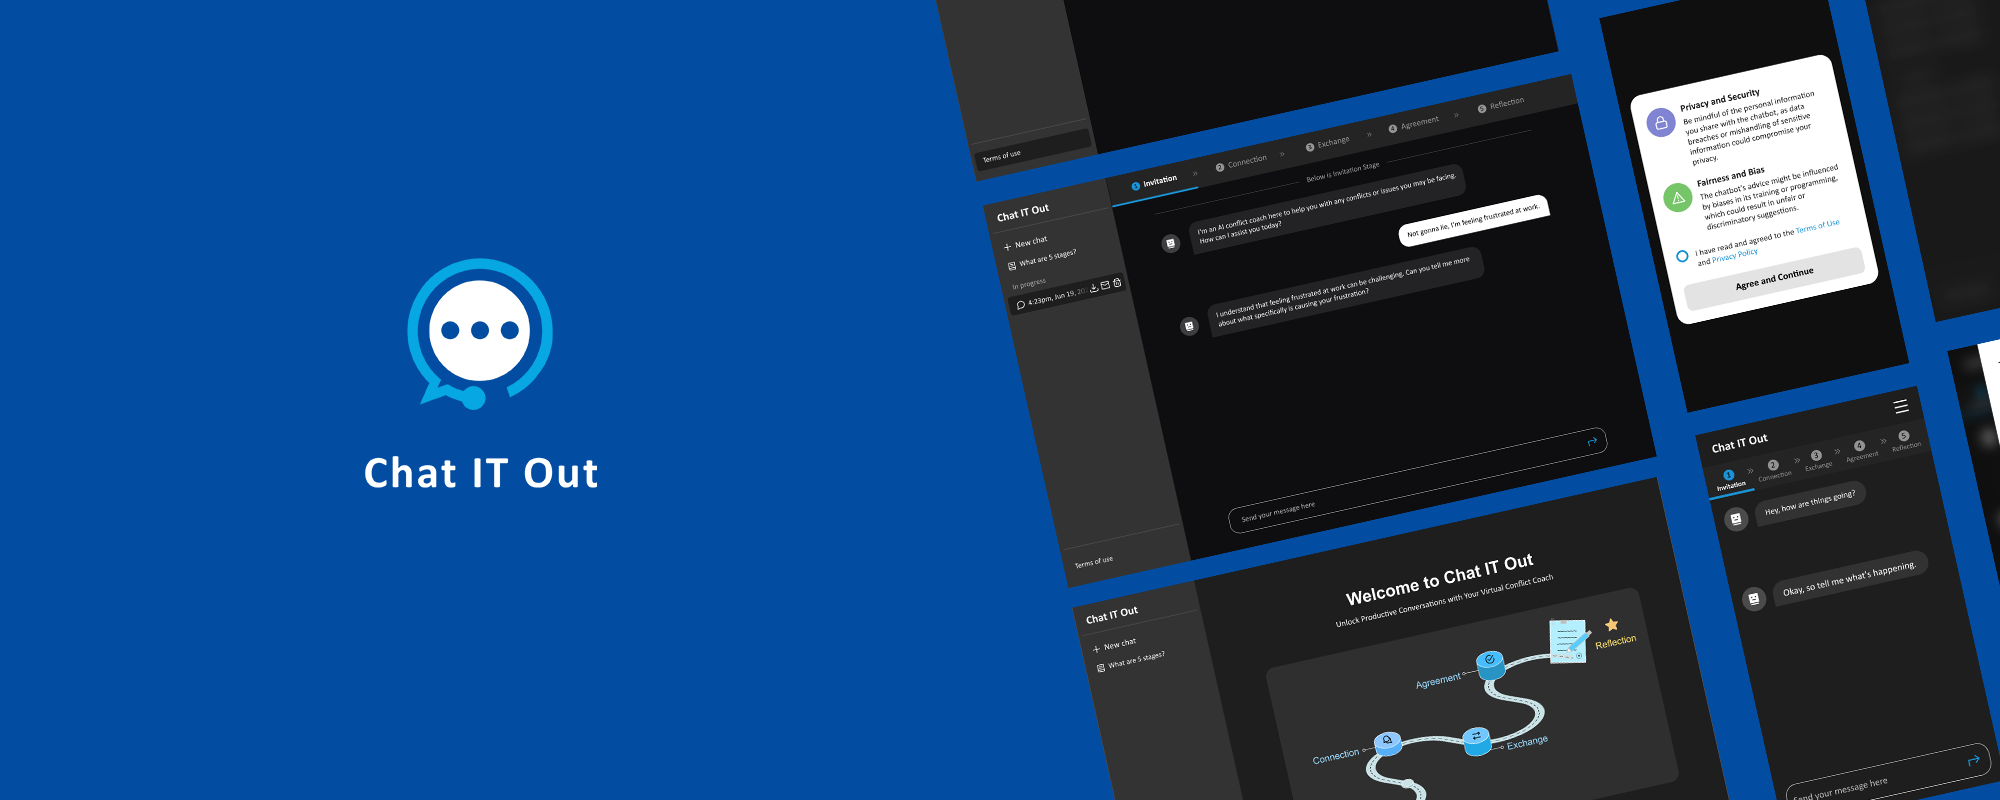 Chat IT Out
Terms of use
Chat IT Out
New chat
What are 5 stages?
In progress
4:23pm, Jun 19, 20
Terms of use
1 Invitation
»
2 Connection
»
3 Exchange
»
4 Agreement
»
5 Reflection
Below is Invitation Stage
I'm an AI conflict coach here to help you with any conflicts or issues you may be facing.
How can I assist you today?
Not gonna lie, I'm feeling frustrated at work.
I understand that feeling frustrated at work can be challenging. Can you tell me more
about what specifically is causing your frustration?
Send your message here
Chat IT Out
New chat
What are 5 stages?
Welcome to Chat IT Out
Unlock Productive Conversations with Your Virtual Conflict Coach
Reflection
Agreement
Exchange
Connection
Privacy and Security
Be mindful of the personal information
you share with the chatbot, as data
breaches or mishandling of sensitive
information could compromise your
privacy.
Fairness and Bias
The chatbot's advice might be influenced
by biases in its training or programming,
which could result in unfair or
discriminatory suggestions.
I have read and agreed to the Terms of Use
and Privacy Policy
Agree and Continue
Chat IT Out
1
»
2
»
3
»
4
»
5
Invitation
Connection
Exchange
Agreement
Reflection
Hey, how are things going?
Okay, so tell me what's happening.
Send your message here